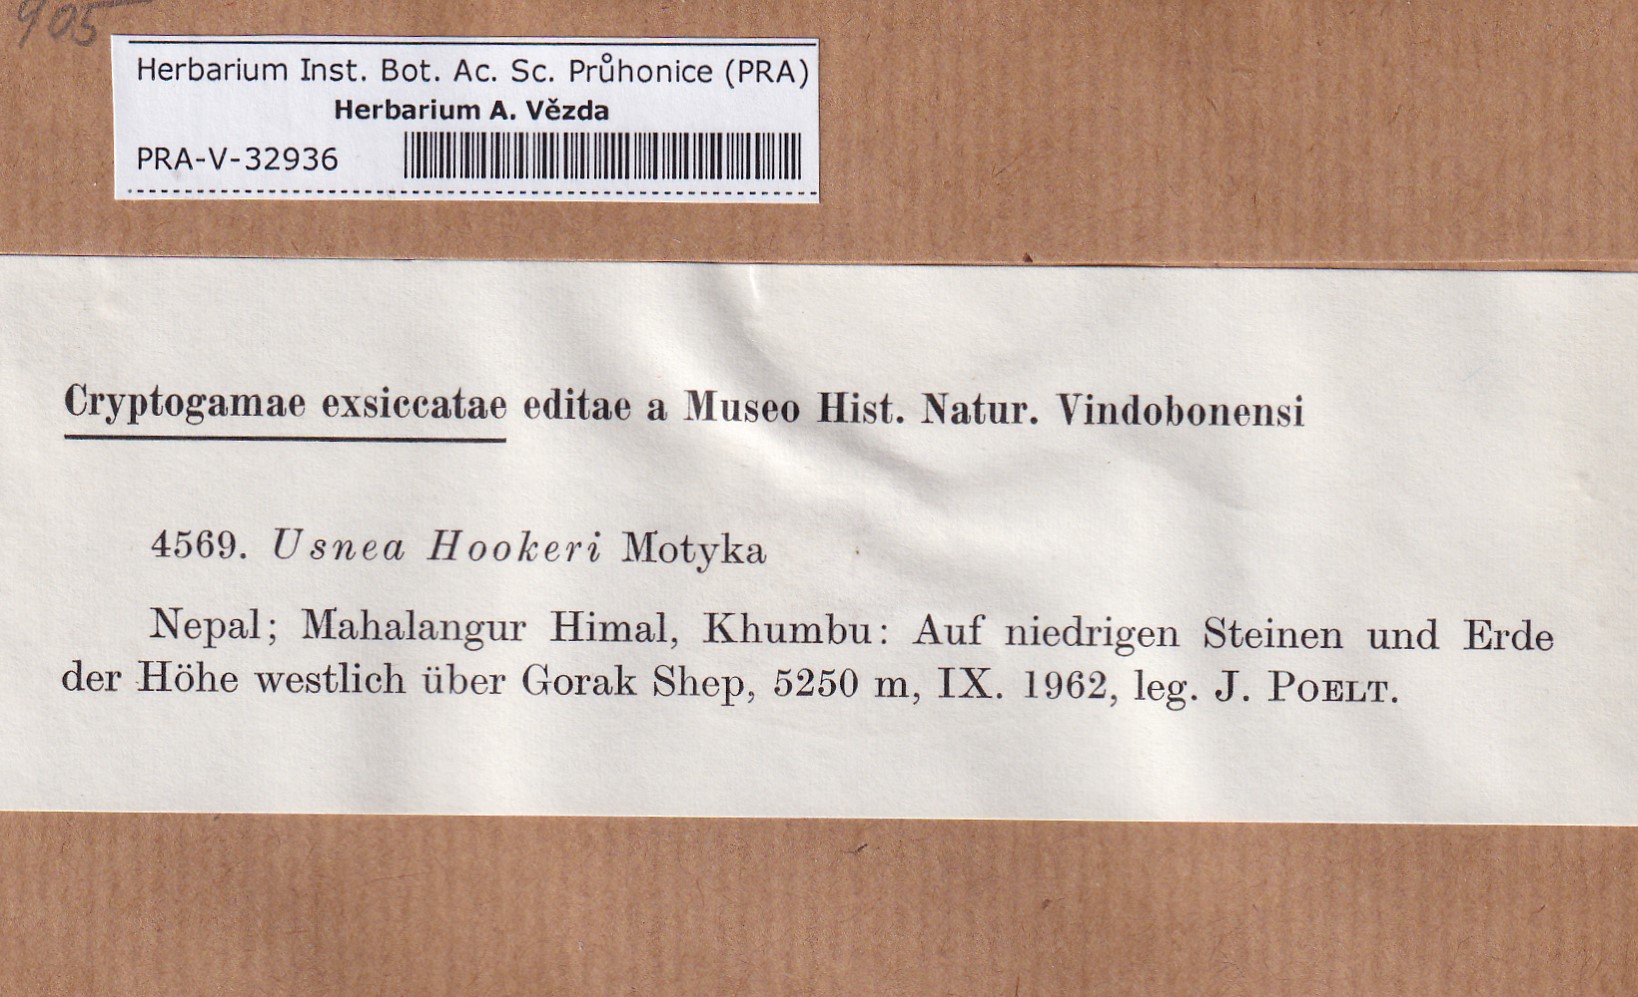 905
Herbarium Inst. Bot. Ac. Sc. Průhonice (PRA)
Herbarium A. Vězda
PRA-V-32936
Cryptogamae exsiccatae editae a Museo Hist. Natur. Vindobonensi
4569. Usnea Hookeri Motyka
Nepal; Mahalangur Himal, Khumbu: Auf niedrigen Steinen und Erde
der Höhe westlich über Gorak Shep, 5250 m, IX. 1962, leg. J. POELT.